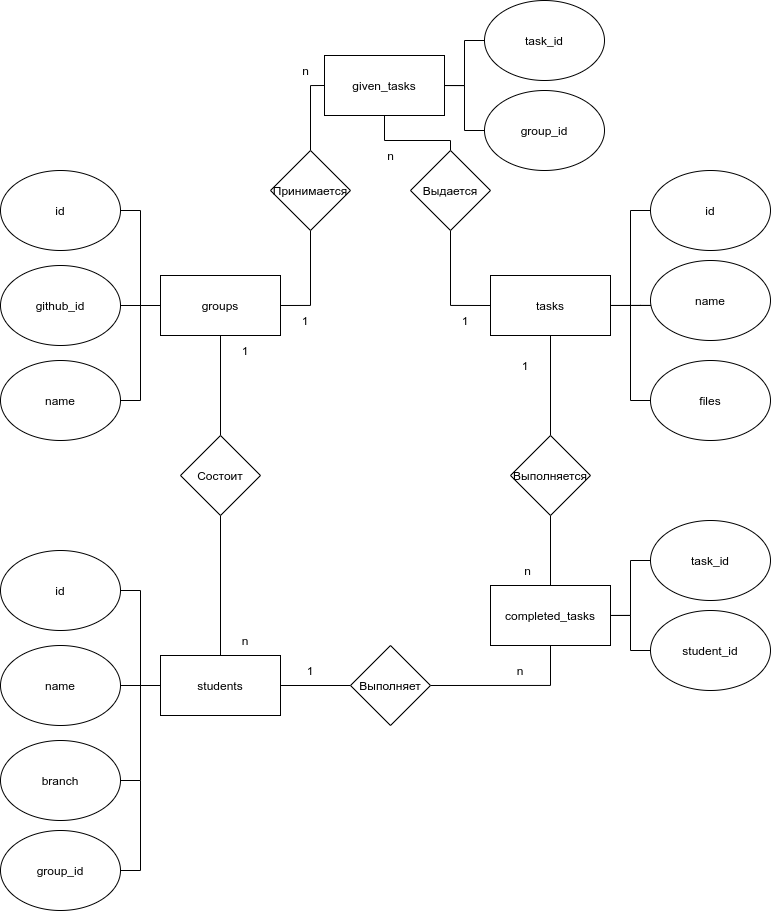 task_id
n
given_tasks
group_id
n
Принимается
Выдается
id
id
github_id
groups
1
1
tasks
name
1
1
name
files
Состоит
Выполняется
task_id
n
id
completed_tasks
n
student_id
name
students
1
Выполняет
n
branch
group_id